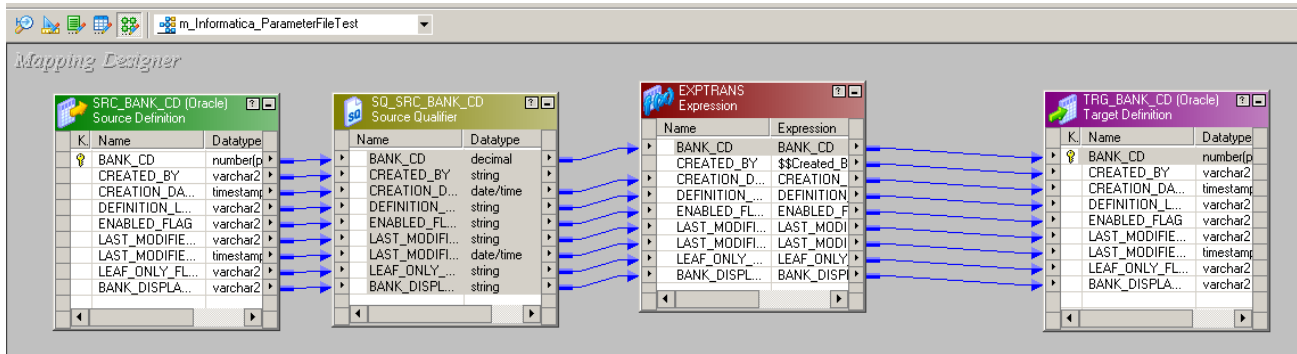 m_Informatica_ParameterFileTest
Mapping Designer
SRC_BANK_CD (Oracle)
Source Definition
K. Name Datatype
BANK_CD number(p
CREATED_BY varchar2
CREATION_DA... timestamp
DEFINITION_L... varchar2
ENABLED_FLAG varchar2
LAST_MODIFIE... varchar2
LAST_MODIFIE... timestamp
LEAF_ONLY_FL... varchar2
BANK_DISPLA... varchar2
SQ_SRC_BANK_CD
Source Qualifier
Name Datatype
BANK_CD decimal
CREATED_BY string
CREATION_D... date/time
DEFINITION_... string
ENABLED_FL... string
LAST_MODIFI... string
LAST_MODIFI... date/time
LEAF_ONLY_... string
BANK_DISPL... string
EXPTRANS
Expression
Name Expression
BANK_CD BANK_CD
CREATED_BY $$Created_B
CREATION_D... CREATION_
DEFINITION_... DEFINITION_
ENABLED_FL... ENABLED_F
LAST_MODIFI... LAST_MODI
LAST_MODIFI... LAST_MODI
LEAF_ONLY_... LEAF_ONLY
BANK_DISPL... BANK_DISPL
TRG_BANK_CD (Oracle)
Target Definition
K. Name Datatype
BANK_CD number(p
CREATED_BY varchar2
CREATION_DA... timestamp
DEFINITION_L... varchar2
ENABLED_FLAG varchar2
LAST_MODIFIE... varchar2
LAST_MODIFIE... timestamp
LEAF_ONLY_FL... varchar2
BANK_DISPLA... varchar2